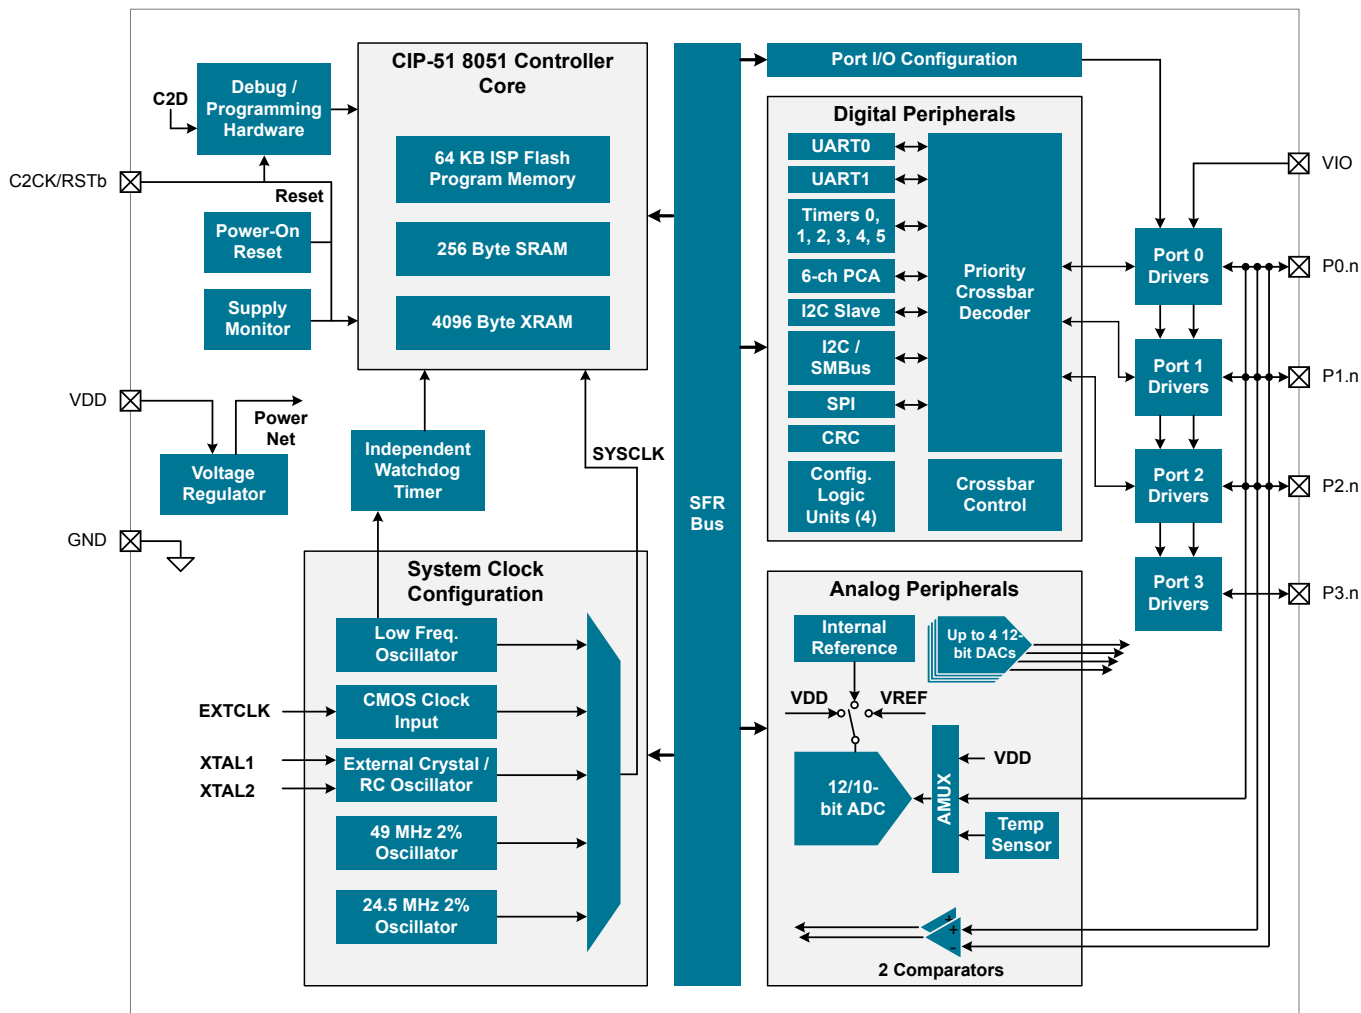 CIP-51 8051 Controller
Core
64 KB ISP Flash
Program Memory
256 Byte SRAM
4096 Byte XRAM
C2D
Debug /
Programming
Hardware
C2CK/RSTb
Reset
Power-On
Reset
Supply
Monitor
VDD
Power
Net
Voltage
Regulator
GND
Independent
Watchdog
Timer
SYSCLK
System Clock
Configuration
Low Freq.
Oscillator
EXTCLK
CMOS Clock
Input
XTAL1
XTAL2
External Crystal /
RC Oscillator
49 MHz 2%
Oscillator
24.5 MHz 2%
Oscillator
SFR
Bus
Port I/O Configuration
Digital Peripherals
UART0
UART1
Timers 0,
1, 2, 3, 4, 5
6-ch PCA
I2C Slave
I2C /
SMBus
SPI
CRC
Config.
Logic
Units (4)
Priority
Crossbar
Decoder
Crossbar
Control
Analog Peripherals
Internal
Reference
Up to 4 12-
bit DACs
VDD
VREF
12/10-
bit ADC
AMUX
VDD
Temp
Sensor
+
+
-
2 Comparators
Port 0
Drivers
Port 1
Drivers
Port 2
Drivers
Port 3
Drivers
VIO
P0.n
P1.n
P2.n
P3.n